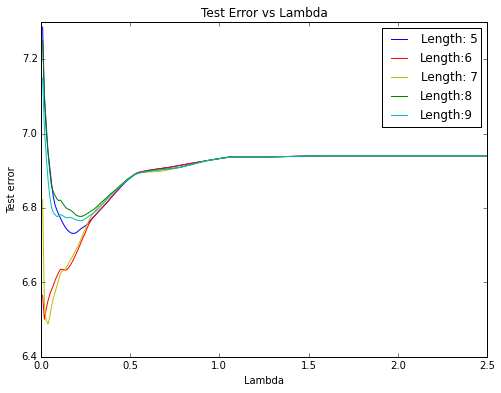 Test Error vs Lambda
Test error
7.2
7.0
6.8
6.6
6.4
0.0
0.5
1.0
1.5
2.0
2.5
Lambda
Length: 5
Length:6
Length: 7
Length:8
Length:9